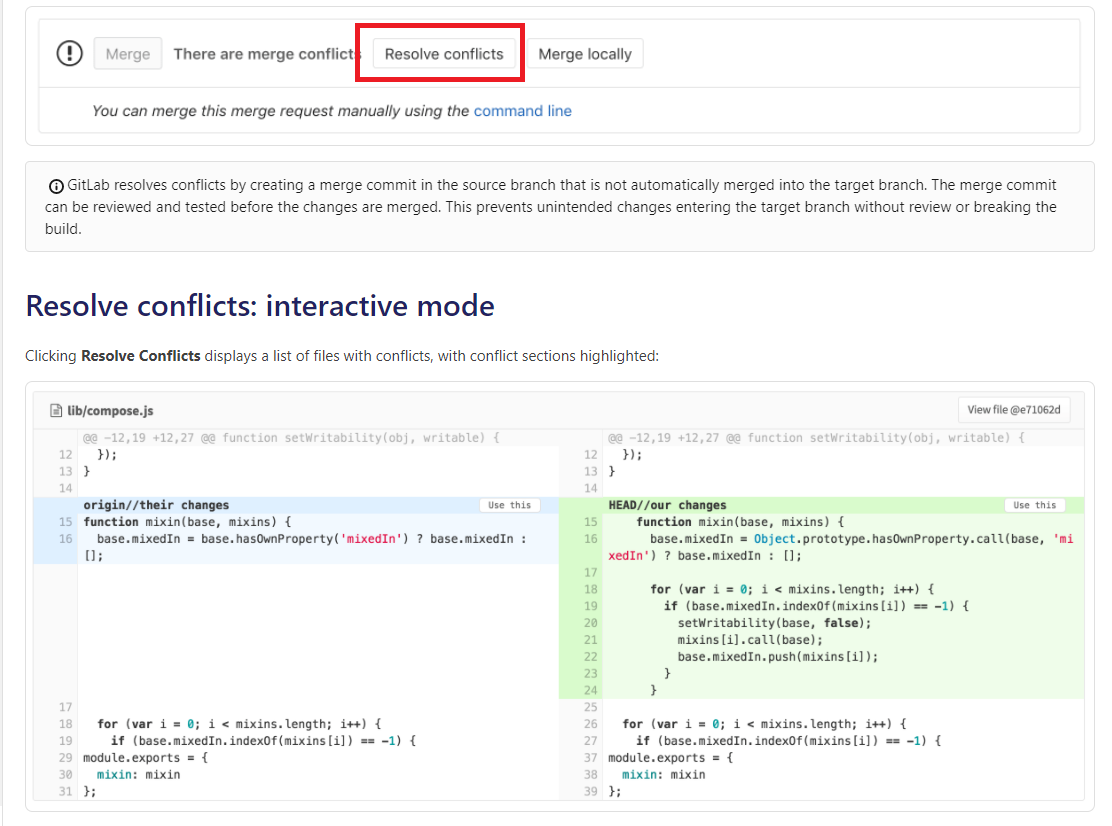 Merge There are merge conflicts Resolve conflicts Merge locally
You can merge this merge request manually using the command line
GitLab resolves conflicts by creating a merge commit in the source branch that is not automatically merged into the target branch. The merge commit
can be reviewed and tested before the changes are merged. This prevents unintended changes entering the target branch without review or breaking the
build.
Resolve conflicts: interactive mode
Clicking Resolve Conflicts displays a list of files with conflicts, with conflict sections highlighted:
lib/compose.js View file @e71062d
@@ -12,19 +12,27 @@ function setWritability(obj, writable) {
12 });
13 }
14
origin//their changes Use this
15 function mixin(base, mixins) {
16 base.mixedIn = base.hasOwnProperty('mixedIn') ? base.mixedIn :
[];
17
18 for (var i = 0; i < mixins.length; i++) {
19 if (base.mixedIn.indexOf(mixins[i]) == -1) {
29 module.exports = {
30 mixin: mixin
31 };
@@ -12,19 +12,27 @@ function setWritability(obj, writable) {
12 });
13 }
14
HEAD//our changes Use this
15 function mixin(base, mixins) {
16 base.mixedIn = Object.prototype.hasOwnProperty.call(base, 'mi
xedIn') ? base.mixedIn : [];
17
18 for (var i = 0; i < mixins.length; i++) {
19 if (base.mixedIn.indexOf(mixins[i]) == -1) {
20 setWritability(base, false);
21 mixins[i].call(base);
22 base.mixedIn.push(mixins[i]);
23 }
24 }
25
26 for (var i = 0; i < mixins.length; i++) {
27 if (base.mixedIn.indexOf(mixins[i]) == -1) {
37 module.exports = {
38 mixin: mixin
39 };